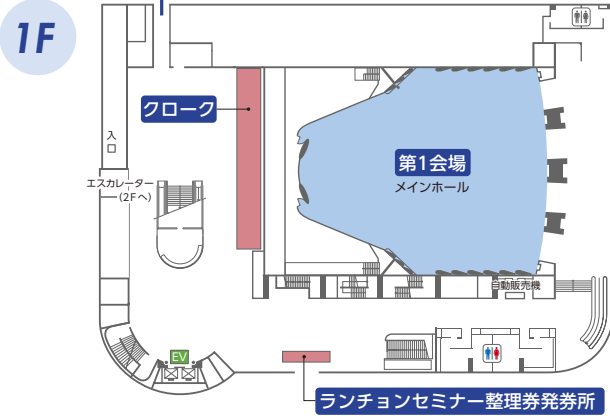 1F
クローク
第1会場
メインホール
入口
エスカレーター
(2Fへ)
自動販売機
EV
ランチョンセミナー整理券発券所